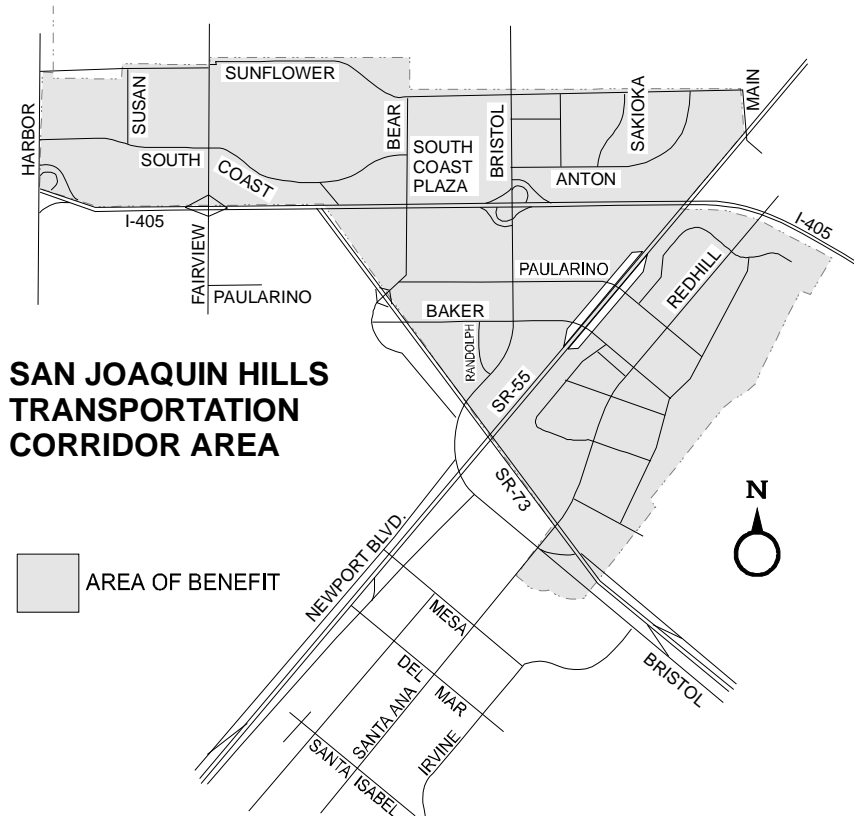 SUNFLOWER
HARBOR
SUSAN
BEAR
BRISTOL
SAKIOKA
MAIN
SOUTH
COAST
SOUTH
COAST
PLAZA
ANTON
I-405
I-405
FAIRVIEW
PAULARINO
PAULARINO
REDHILL
BAKER
RANDOLPH
SAN JOAQUIN HILLS
TRANSPORTATION
CORRIDOR AREA
SR-55
SR-73
N
AREA OF BENEFIT
NEWPORT BLVD.
MESA
DEL MAR
BRISTOL
SANTA ANA
IRVINE
SANTA ISABEL